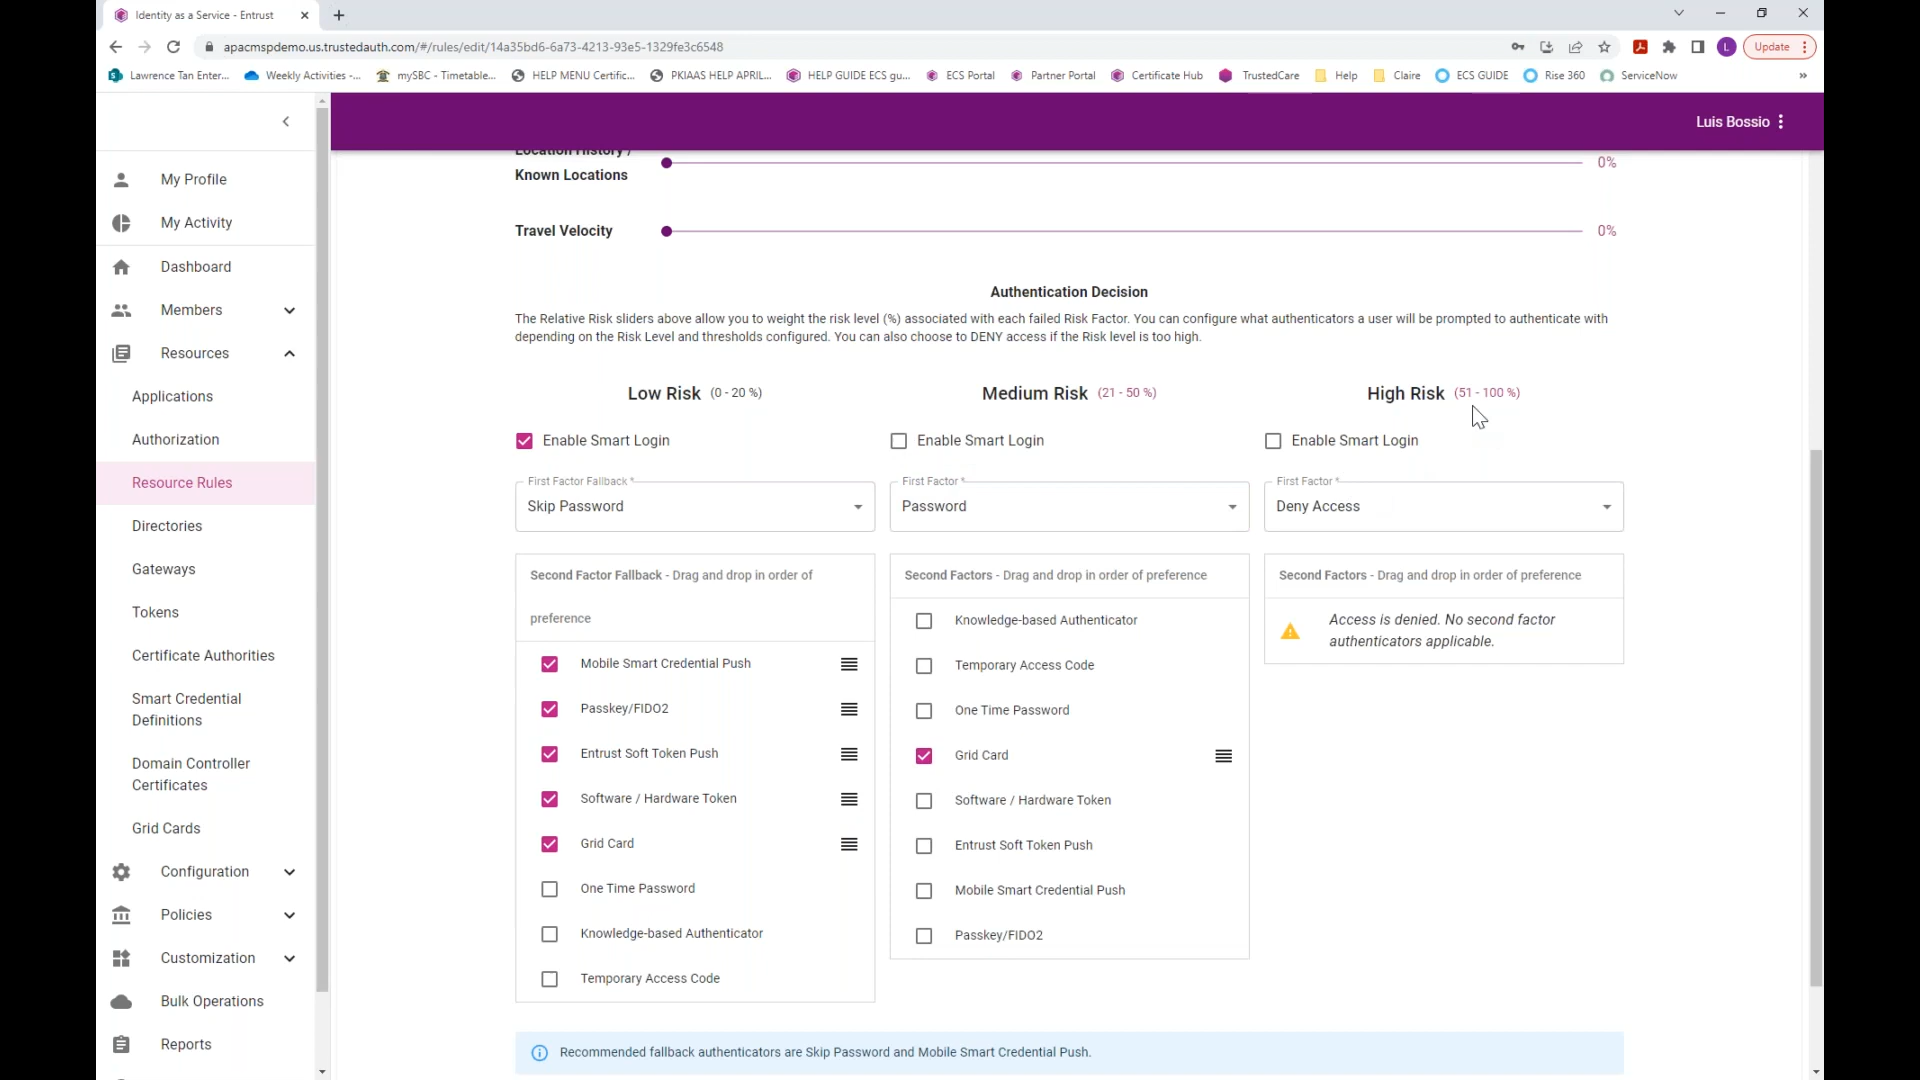 Identity as a Service - Entrust
apacmspdemo.us.trustedauth.com/#/rules/edit/14a35bd6-6a73-4213-93e5-1329fe3c6548
L
Update
Lawrence Tan Enter...
Weekly Activities -...
mySBC - Timetable...
HELP MENU Certific...
PKIAAS HELP APRIL...
HELP GUIDE ECS gu...
ECS Portal
Partner Portal
Certificate Hub
TrustedCare
Help
Claire
ECS GUIDE
Rise 360
ServiceNow
Luis Bossio
My Profile
My Activity
Dashboard
Members
Resources
Applications
Authorization
Resource Rules
Directories
Gateways
Tokens
Certificate Authorities
Smart Credential
Definitions
Domain Controller
Certificates
Grid Cards
Configuration
Policies
Customization
Bulk Operations
Reports
Location History /
Known Locations
0%
Travel Velocity
0%
Authentication Decision
The Relative Risk sliders above allow you to weight the risk level (%) associated with each failed Risk Factor. You can configure what authenticators a user will be prompted to authenticate with
depending on the Risk Level and thresholds configured. You can also choose to DENY access if the Risk level is too high.
Low Risk (0 - 20 %)
Enable Smart Login
First Factor Fallback *
Skip Password
Second Factor Fallback - Drag and drop in order of
preference
Mobile Smart Credential Push
Passkey/FIDO2
Entrust Soft Token Push
Software / Hardware Token
Grid Card
One Time Password
Knowledge-based Authenticator
Temporary Access Code
Medium Risk (21 - 50 %)
Enable Smart Login
First Factor *
Password
Second Factors - Drag and drop in order of preference
Knowledge-based Authenticator
Temporary Access Code
One Time Password
Grid Card
Software / Hardware Token
Entrust Soft Token Push
Mobile Smart Credential Push
Passkey/FIDO2
High Risk (51 - 100 %)
Enable Smart Login
First Factor *
Deny Access
Second Factors - Drag and drop in order of preference
Access is denied. No second factor
authenticators applicable.
Recommended fallback authenticators are Skip Password and Mobile Smart Credential Push.